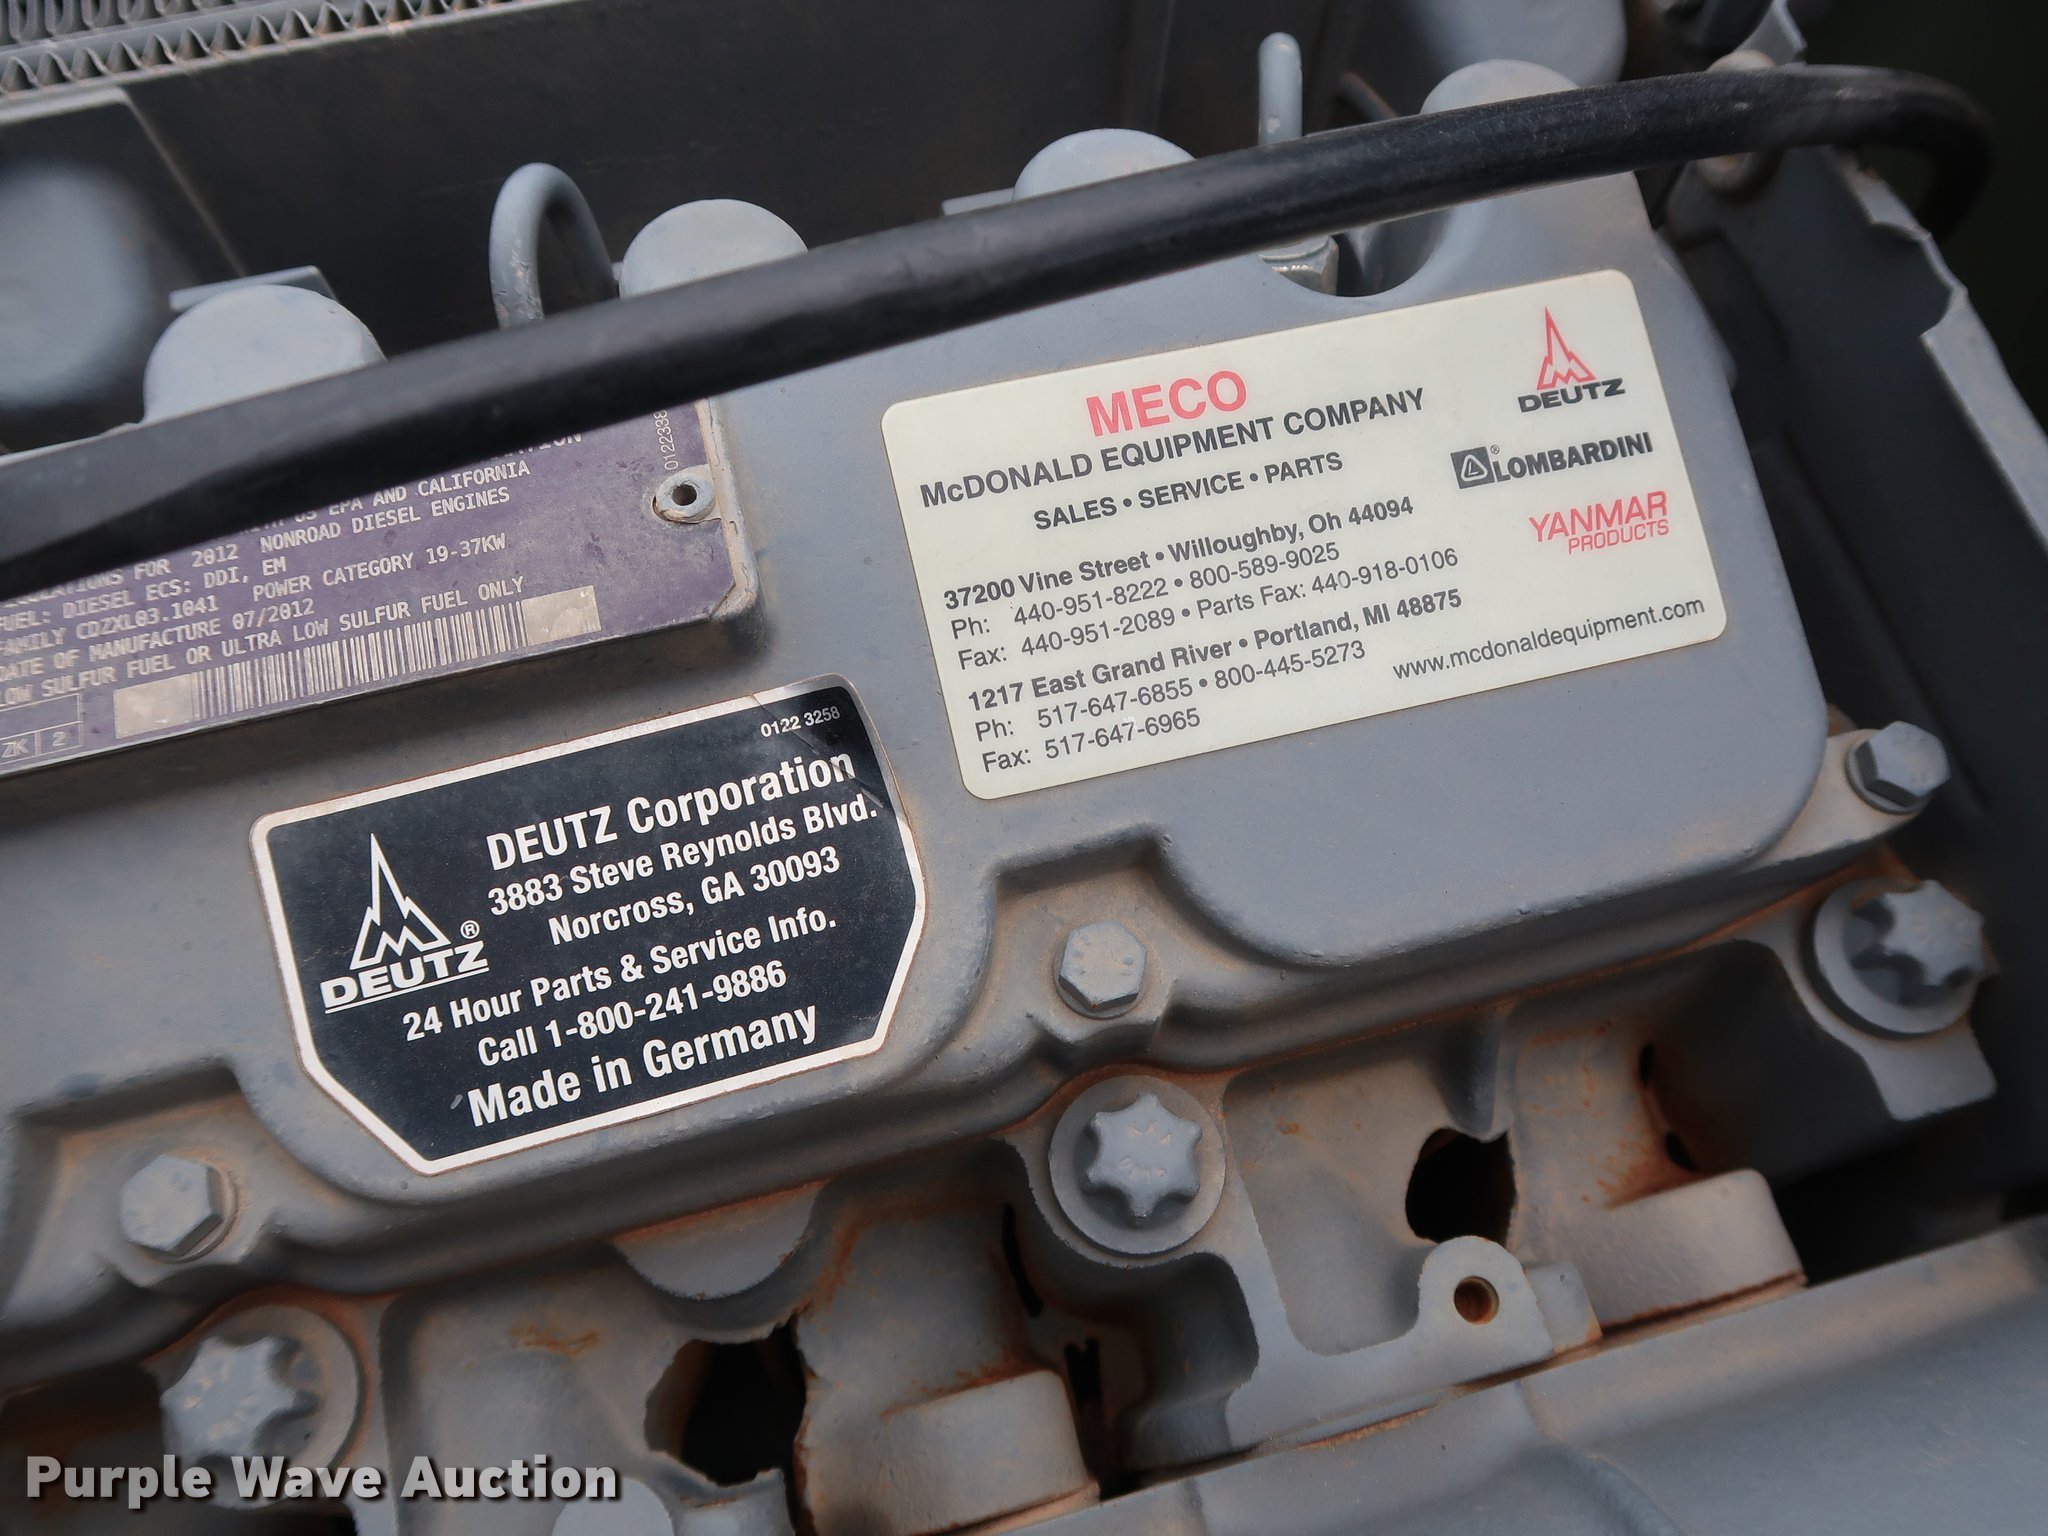 0122338
US EPA AND CALIFORNIA
FOR 2012 NONROAD DIESEL ENGINES
FUEL: DIESEL ECS: DDI, EM
FAMILY CDZXL03.1041 POWER CATEGORY 19-37KW
DATE OF MANUFACTURE 07/2012
LOW SULFUR FUEL OR ULTRA LOW SULFUR FUEL ONLY
ZK 2
0122 3258
DEUTZ Corporation
3883 Steve Reynolds Blvd.
Norcross, GA 30093
DEUTZ®
24 Hour Parts & Service Info.
Call 1-800-241-9886
Made in Germany
MECO
McDONALD EQUIPMENT COMPANY
SALES • SERVICE • PARTS
37200 Vine Street • Willoughby, Oh 44094
Ph: 440-951-8222 • 800-589-9025
Fax: 440-951-2089 • Parts Fax: 440-918-0106
1217 East Grand River • Portland, MI 48875
Ph: 517-647-6855 • 800-445-5273
Fax: 517-647-6965
www.mcdonaldequipment.com
DEUTZ
®LOMBARDINI
YANMAR
PRODUCTS
Purple Wave Auction